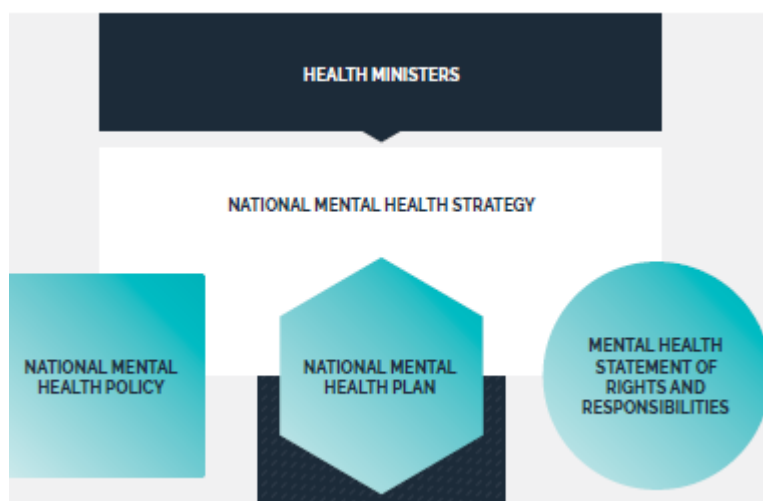 HEALTH MINISTERS
NATIONAL MENTAL HEALTH STRATEGY
NATIONAL MENTAL
HEALTH POLICY
NATIONAL MENTAL
HEALTH PLAN
MENTAL HEALTH
STATEMENT OF
RIGHTS AND
RESPONSIBILITIES